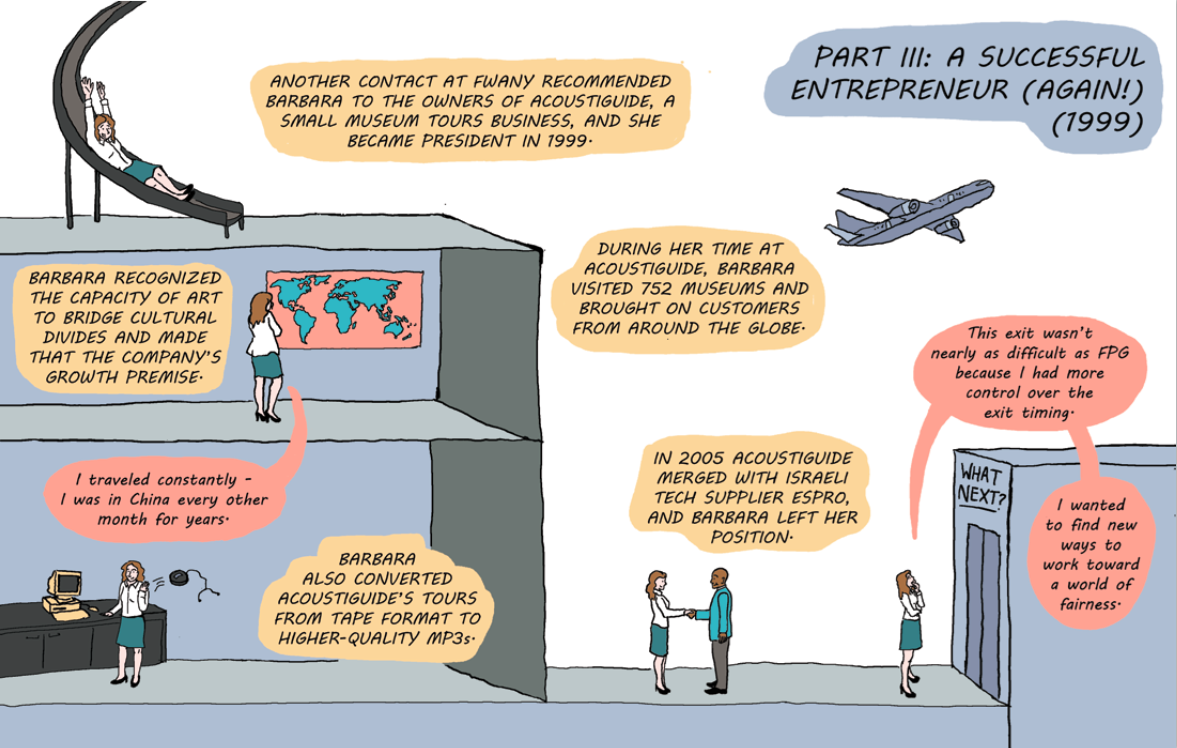 PART III: A SUCCESSFUL
ENTREPRENEUR (AGAIN!)
(1999)
ANOTHER CONTACT AT FWANY RECOMMENDED
BARBARA TO THE OWNERS OF ACOUSTIGUIDE, A
SMALL MUSEUM TOURS BUSINESS, AND SHE
BECAME PRESIDENT IN 1999.
BARBARA RECOGNIZED
THE CAPACITY OF ART
TO BRIDGE CULTURAL
DIVIDES AND MADE
THAT THE COMPANY'S
GROWTH PREMISE.
DURING HER TIME AT
ACOUSTIGUIDE, BARBARA
VISITED 752 MUSEUMS AND
BROUGHT ON CUSTOMERS
FROM AROUND THE GLOBE.
I traveled constantly -
I was in China every other
month for years.
BARBARA
ALSO CONVERTED
ACOUSTIGUIDE'S TOURS
FROM TAPE FORMAT TO
HIGHER-QUALITY MP3s.
IN 2005 ACOUSTIGUIDE
MERGED WITH ISRAELI
TECH SUPPLIER ESPRO,
AND BARBARA LEFT HER
POSITION.
This exit wasn't
nearly as difficult as FPG
because I had more
control over the
exit timing.
I wanted
to find new
ways to
work toward
a world of
fairness.
WHAT
NEXT?